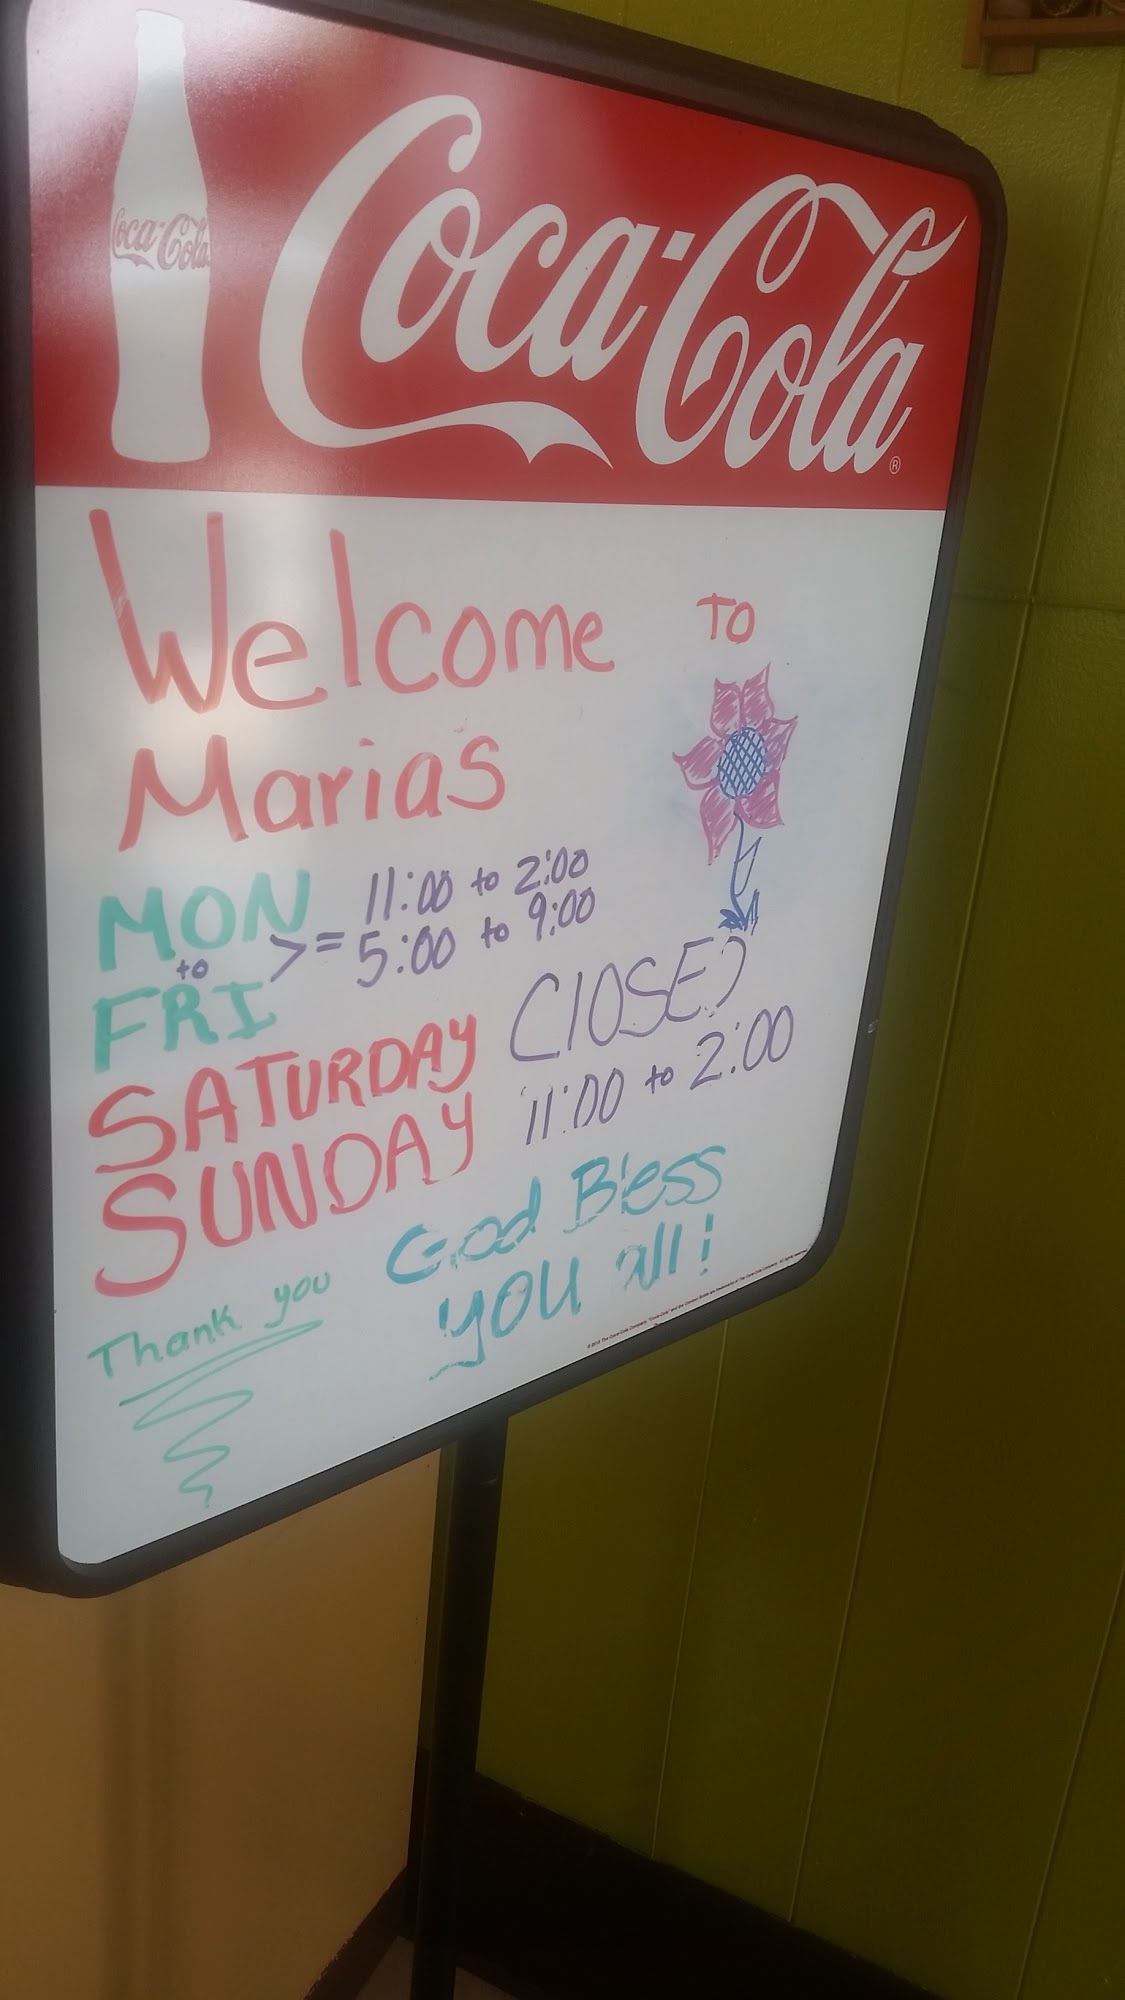 Coca-Cola
Coca-Cola®
Welcome TO
Marias
MON 11:00 to 2:00
to >= 5:00 to 9:00
FRI
SATURDAY ClOSED
SUNDAY 11:00 to 2:00
God Bless
you all!
Thank you